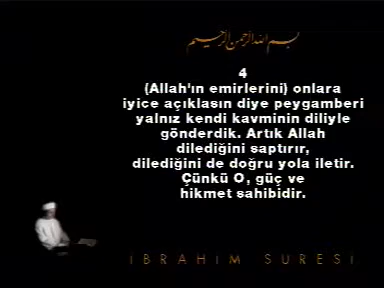 بسم الله الرحمن الرحيم
4
(Allah'ın emirlerini) onlara
iyice açıklasın diye peygamberi
yalnız kendi kavminin diliyle
gönderdik. Artık Allah
dilediğini saptırır,
dilediğini de doğru yola iletir.
Çünkü O, güç ve
hikmet sahibidir.
İBRAHİM SURESİ